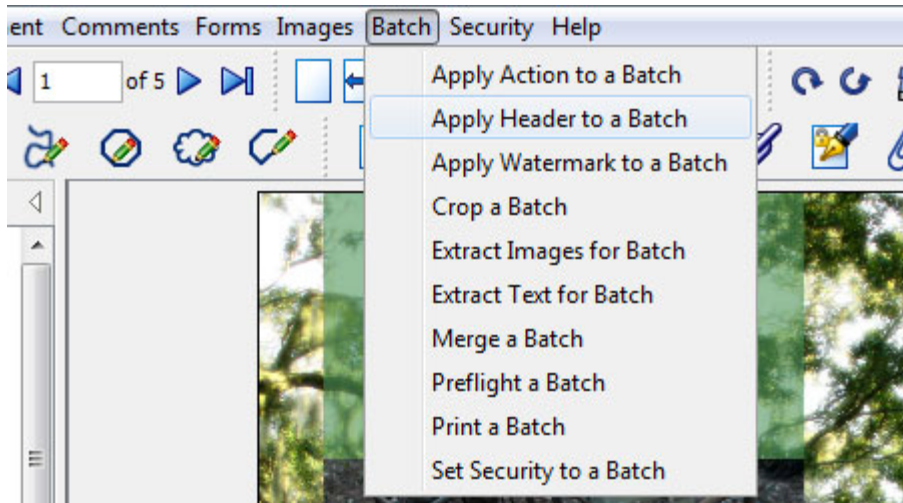 ent Comments Forms Images Batch Security Help
1 of 5
Apply Action to a Batch
Apply Header to a Batch
Apply Watermark to a Batch
Crop a Batch
Extract Images for Batch
Extract Text for Batch
Merge a Batch
Preflight a Batch
Print a Batch
Set Security to a Batch